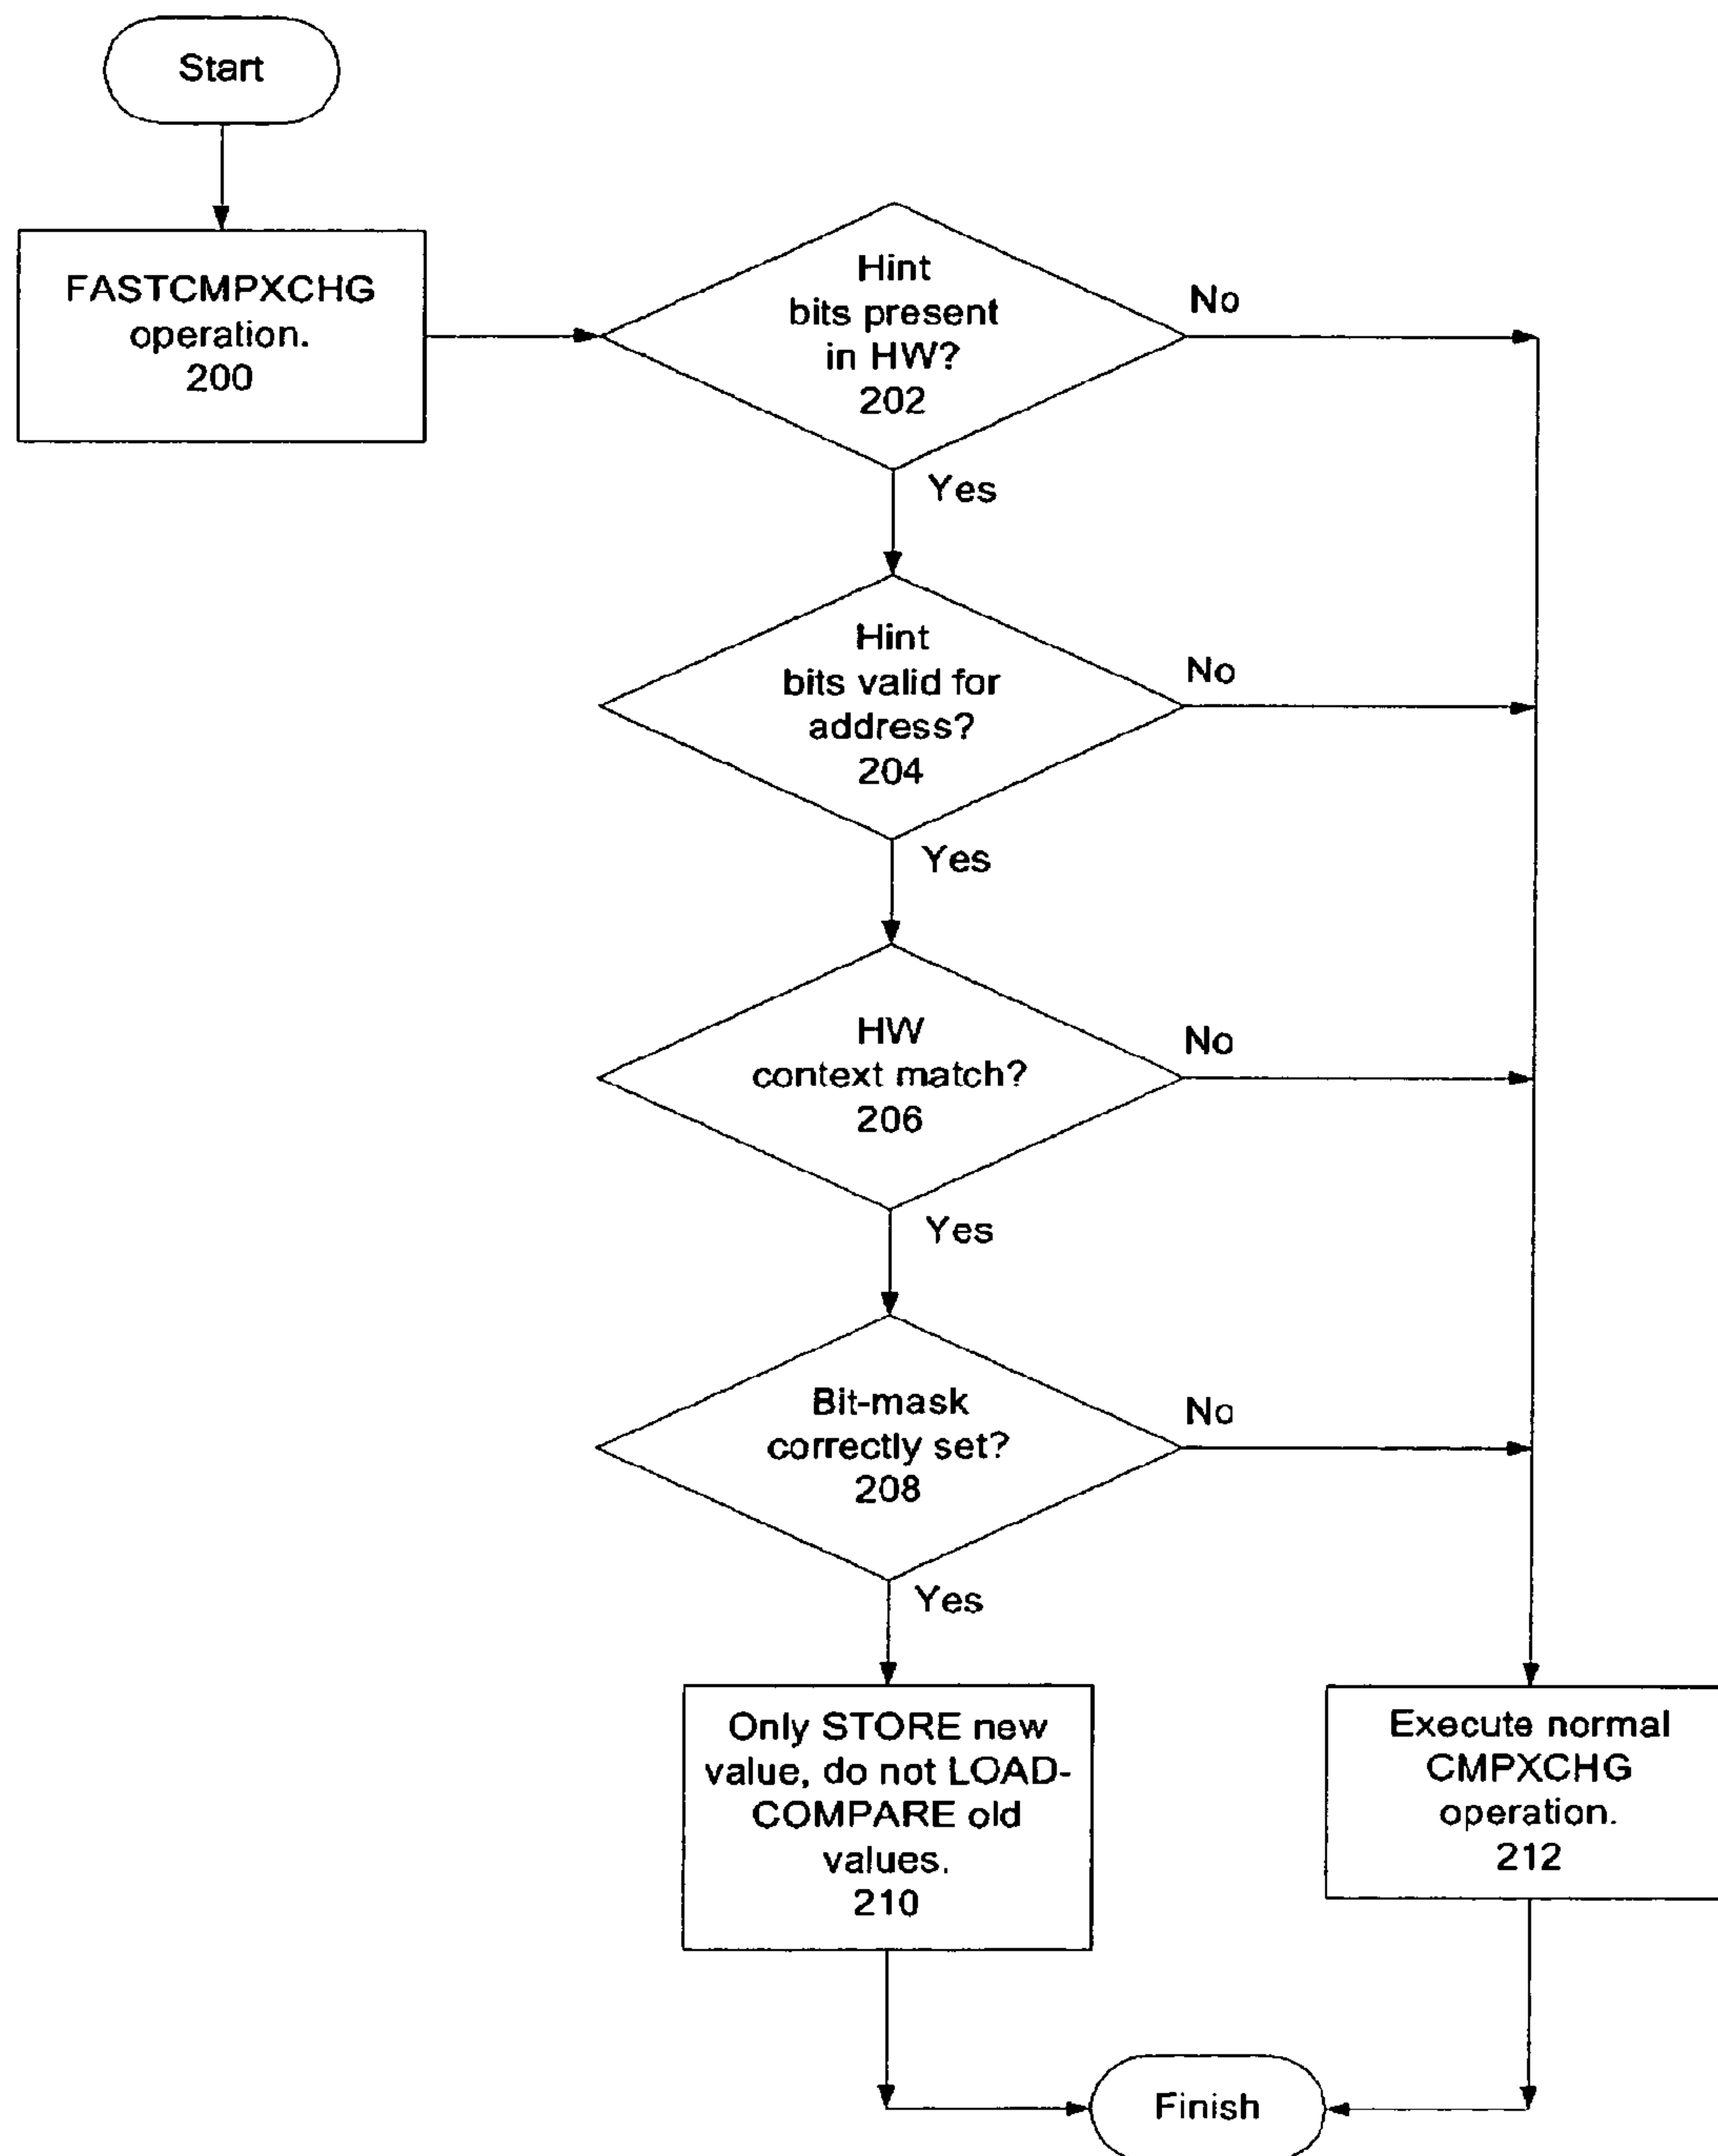 Start
FASTCMPXCHG
operation.
200
Hint
bits present
in HW?
202
No
Yes
Hint
bits valid for
address?
204
No
Yes
HW
context match?
206
No
Yes
Bit-mask
correctly set?
208
No
Yes
Only STORE new
value, do not LOAD-
COMPARE old
values.
210
Execute normal
CMPXCHG
operation.
212
Finish